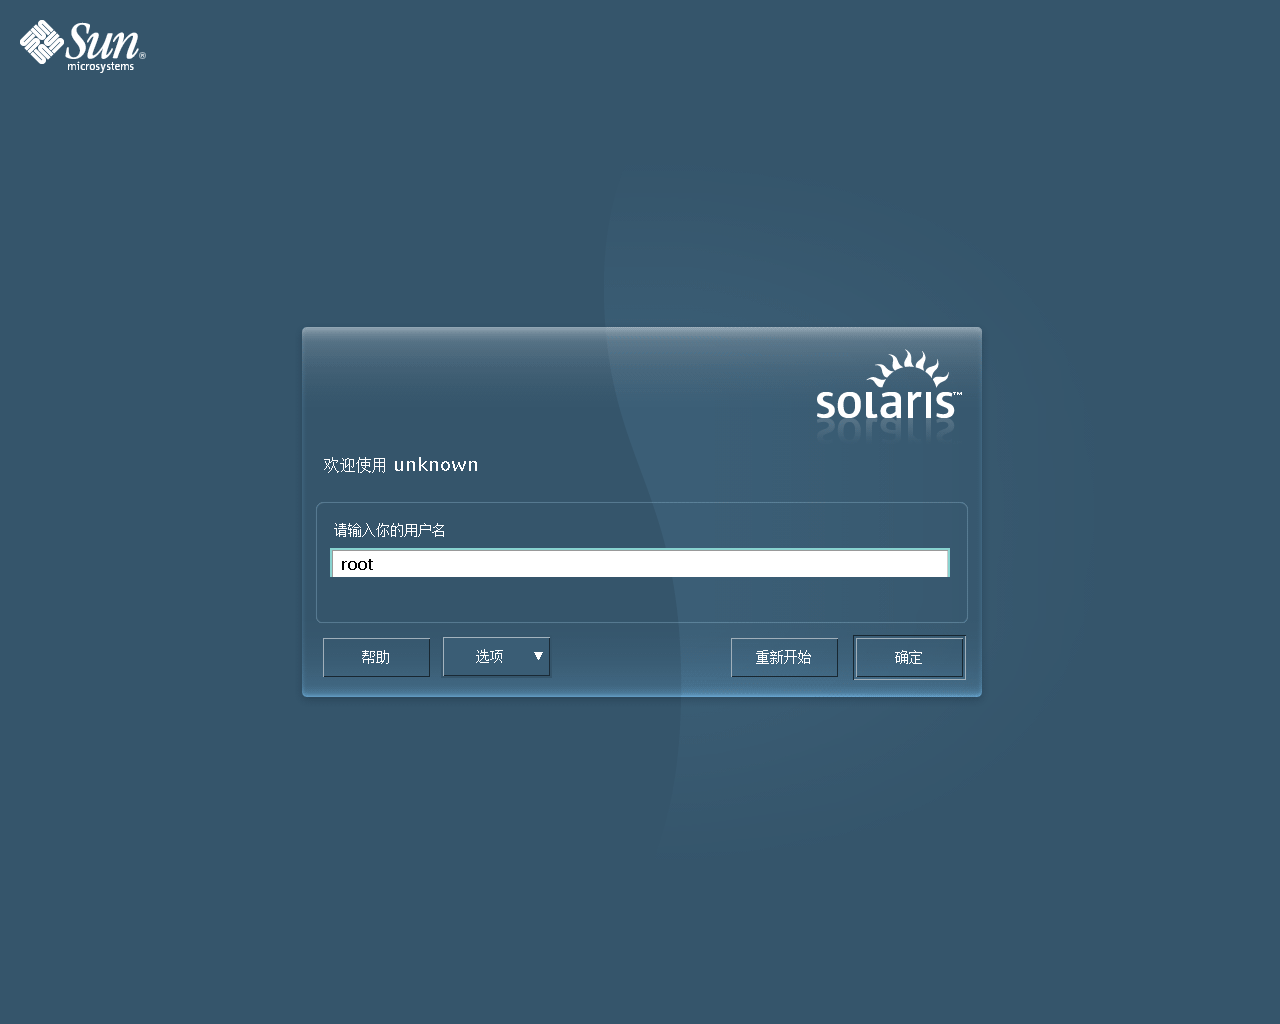 Sun®
microsystems
solaris™
欢迎使用 unknown
请输入你的用户名
root
帮助
选项
重新开始
确定